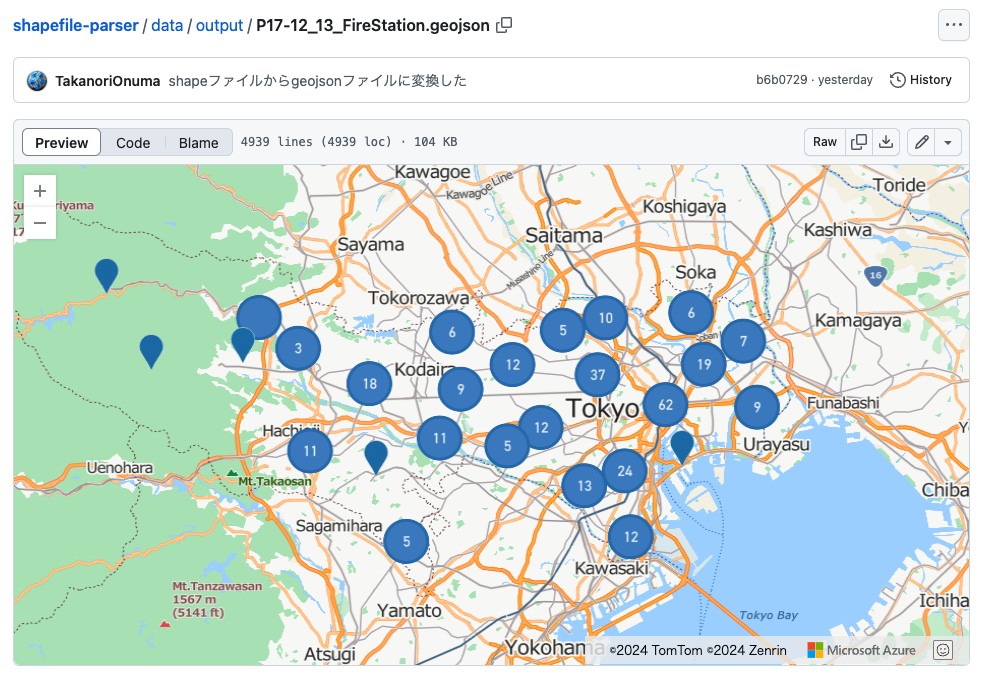 shapefile-parser / data / output / P17-12_13_FireStation.geojson
TakanoriOnuma shapeファイルからgeojsonファイルに変換した b6b0729 · yesterday History
Preview Code Blame 4939 lines (4939 loc) · 104 KB Raw
Kawagoe
Kawagoe Line
Toride
Koshigaya
Kashiwa
Saitama
Sayama
Musashino Line
Soka
16
Tokorozawa
Kamagaya
10
6
5
6
7
3
12
19
Kodaira
37
18
9
Tokyo
62
9
Funabashi
12
Hachioji
11
5
Urayasu
11
Uenohara
24
Mt.Takaosan
13
Chiba
Sagamihara
5
12
Kawasaki
Mt.Tanzawasan
1567 m
(5141 ft)
Ichiha
Yamato
Tokyo Bay
Yokohama
Atsugi
©2024 TomTom ©2024 Zenrin Microsoft Azure